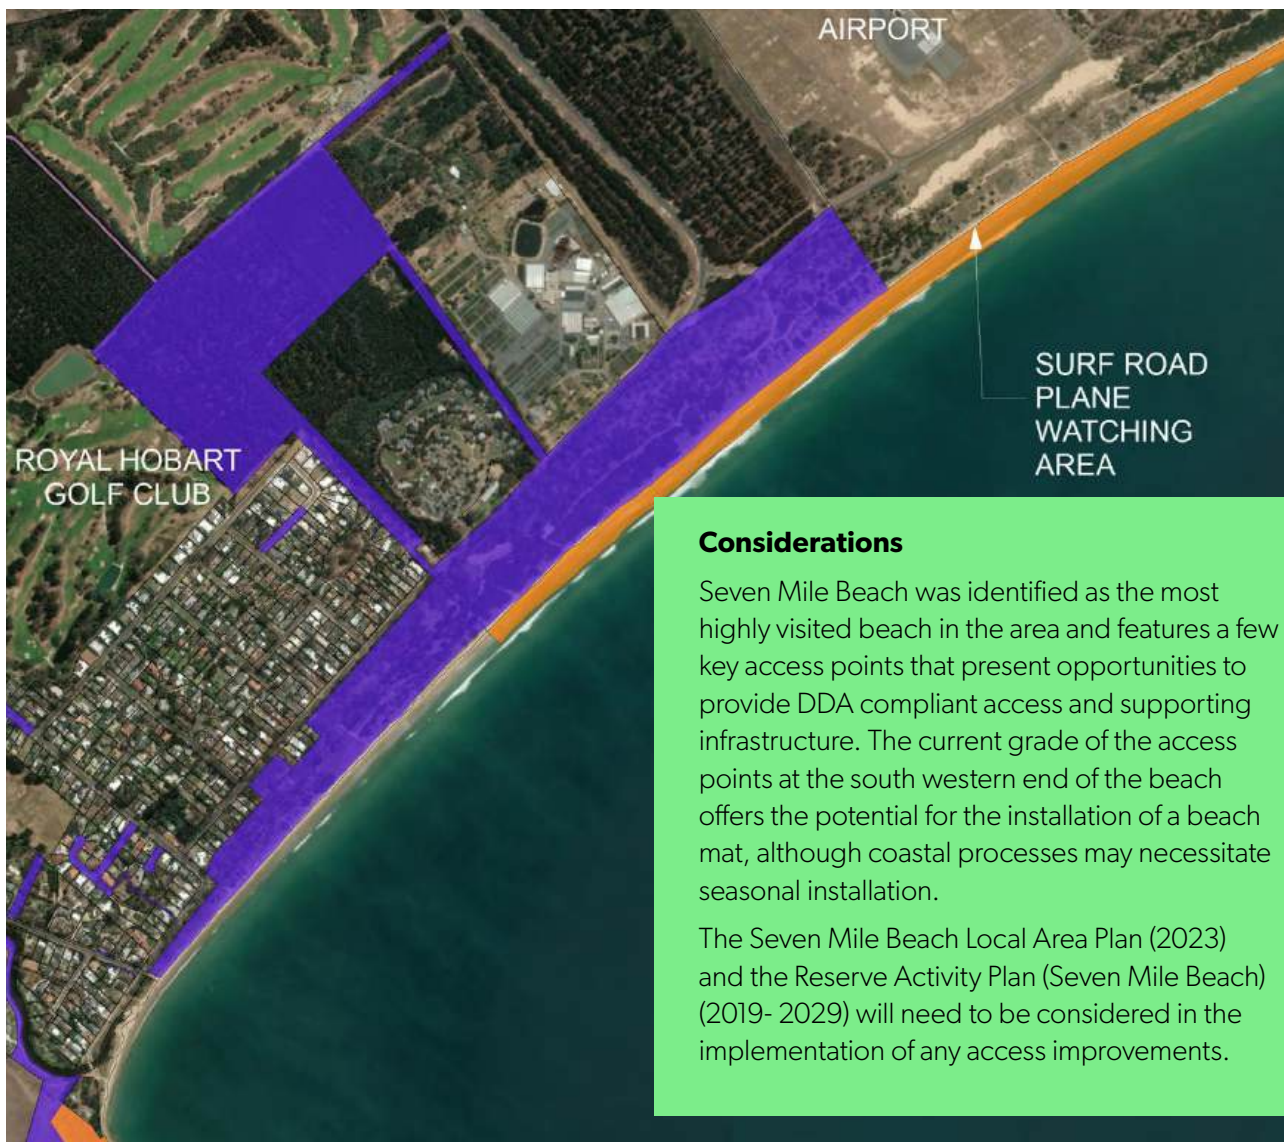 AIRPORT
SURF ROAD
PLANE
WATCHING
AREA
ROYAL HOBART
GOLF CLUB
Considerations
Seven Mile Beach was identified as the most
highly visited beach in the area and features a few
key access points that present opportunities to
provide DDA compliant access and supporting
infrastructure. The current grade of the access
points at the south western end of the beach
offers the potential for the installation of a beach
mat, although coastal processes may necessitate
seasonal installation.
The Seven Mile Beach Local Area Plan (2023)
and the Reserve Activity Plan (Seven Mile Beach)
(2019- 2029) will need to be considered in the
implementation of any access improvements.